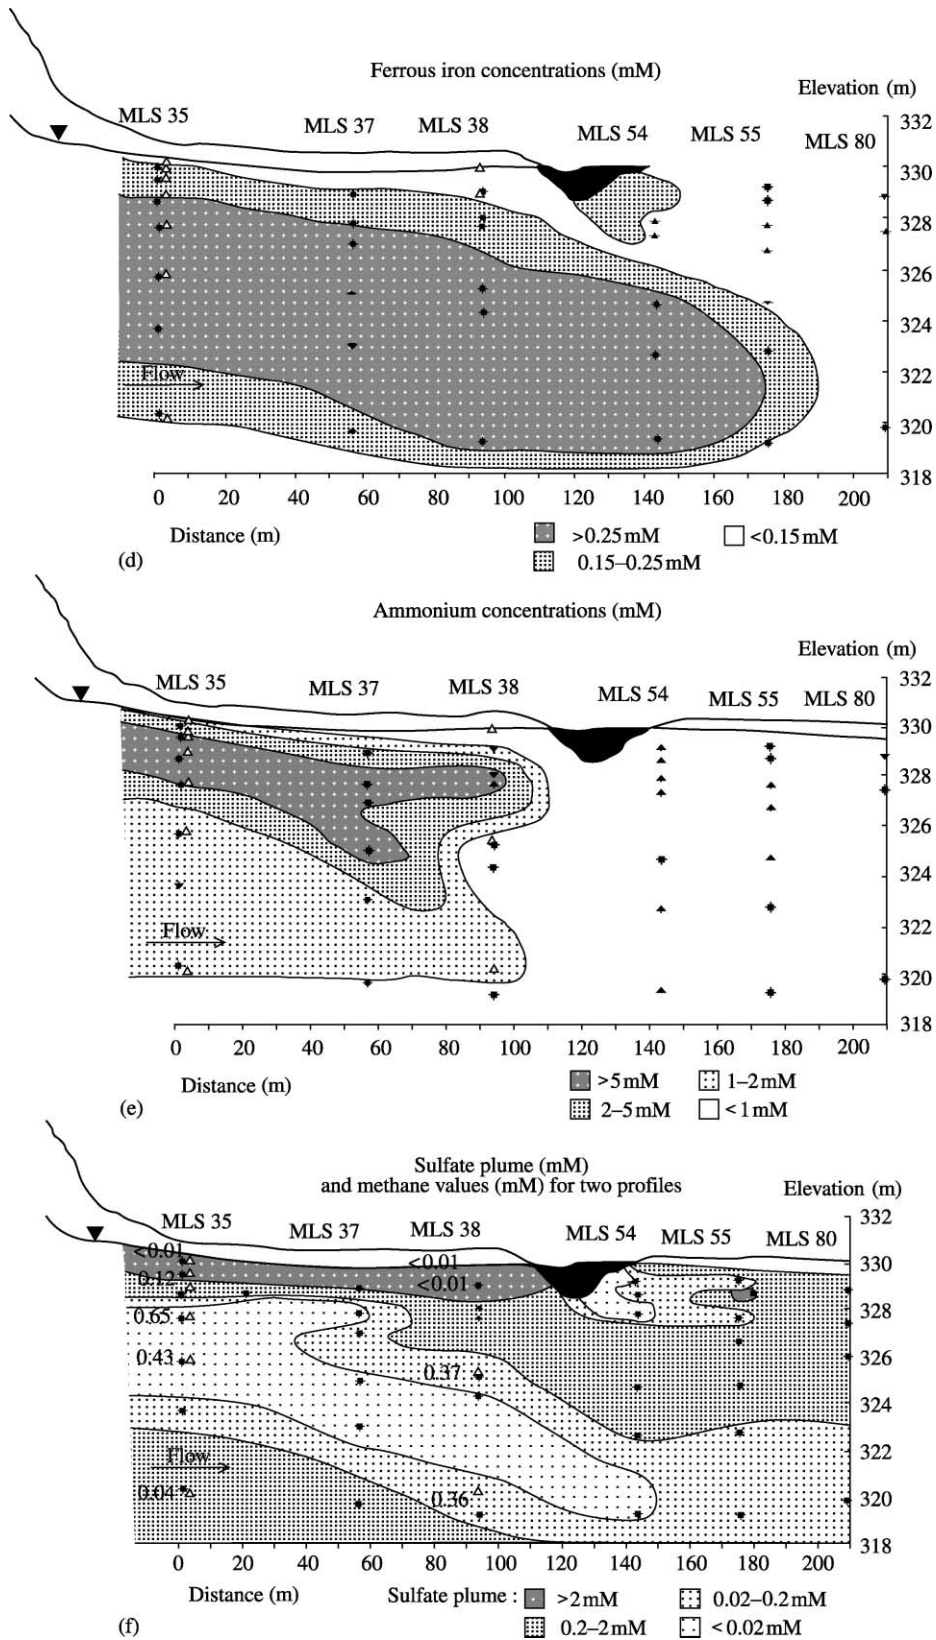 Ferrous iron concentrations (mM)
Elevation (m)
MLS 35
MLS 37
MLS 38
MLS 54
MLS 55
MLS 80
332
330
328
326
324
322
320
318
Flow
0 20 40 60 80 100 120 140 160 180 200
Distance (m)
>0.25 mM
<0.15 mM
0.15–0.25 mM
(d)
Ammonium concentrations (mM)
Elevation (m)
MLS 35
MLS 37
MLS 38
MLS 54
MLS 55
MLS 80
332
330
328
326
324
322
320
318
Flow
0 20 40 60 80 100 120 140 160 180 200
Distance (m)
>5 mM
1–2 mM
2–5 mM
<1 mM
(e)
Sulfate plume (mM)
and methane values (mM) for two profiles
Elevation (m)
MLS 35
MLS 37
MLS 38
MLS 54
MLS 55
MLS 80
332
330
328
326
324
322
320
318
<0.01
0.12
0.65
0.43
0.04
<0.01
<0.01
0.37
0.36
Flow
0 20 40 60 80 100 120 140 160 180 200
Distance (m)
Sulfate plume :
>2 mM
0.02–0.2 mM
0.2–2 mM
<0.02 mM
(f)